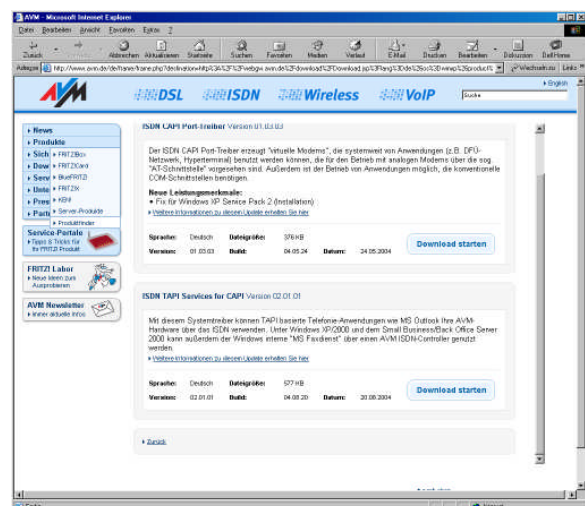 AVM - Microsoft Internet Explorer
Datei Bearbeiten Ansicht Favoriten Extras ?
Zurück Abbrechen Aktualisieren Startseite Suchen Favoriten Medien Verlauf E-Mail Drucken Bearbeiten Diskussion Dell Home
Adresse
Wechseln zu Links
English
AVM DSL ISDN Wireless VoIP Suche
News
Produkte
FRITZ!Box
FRITZ!Card
BlueFRITZ!
FRITZ!X
KEN!
Server-Produkte
Produktfinder
Service-Portale
Tipps & Tricks für
Ihr FRITZ! Produkt
FRITZ! Labor
Neue Ideen zum
Ausprobieren
AVM Newsletter
Immer aktuelle Infos
ISDN CAPI Port-Treiber Version 01.03.03
Der ISDN CAPI Port-Treiber erzeugt "virtuelle Modems", die systemweit von Anwendungen (z.B. DFÜ-
Netzwerk, Hyperterminal) benutzt werden können, die für den Betrieb mit analogen Modems über die sog.
"AT-Schnittstelle" vorgesehen sind. Außerdem ist der Betrieb von Anwendungen möglich, die konventionelle
COM-Schnittstellen benötigen.
Neue Leistungsmerkmale:
• Fix für Windows XP Service Pack 2 (Installation)
Weitere Informationen zu diesem Update erhalten Sie hier
Sprache: Deutsch Dateigröße: 376 KB
Version: 01.03.03 Build: 04.05.24 Datum: 24.05.2004
Download starten
ISDN TAPI Services for CAPI Version 02.01.01
Mit diesem Systemtreiber können TAPI basierte Telefonie-Anwendungen wie MS Outlook Ihre AVM-
Hardware über das ISDN verwenden. Unter Windows XP/2000 und dem Small Business/Back Office Server
2000 kann außerdem der Windows interne "MS Faxdienst" über einen AVM ISDN-Controller genutzt
werden.
Weitere Informationen zu diesem Update erhalten Sie hier
Sprache: Deutsch Dateigröße: 577 KB
Version: 02.01.01 Build: 04.08.20 Datum: 20.08.2004
Download starten
Zurück